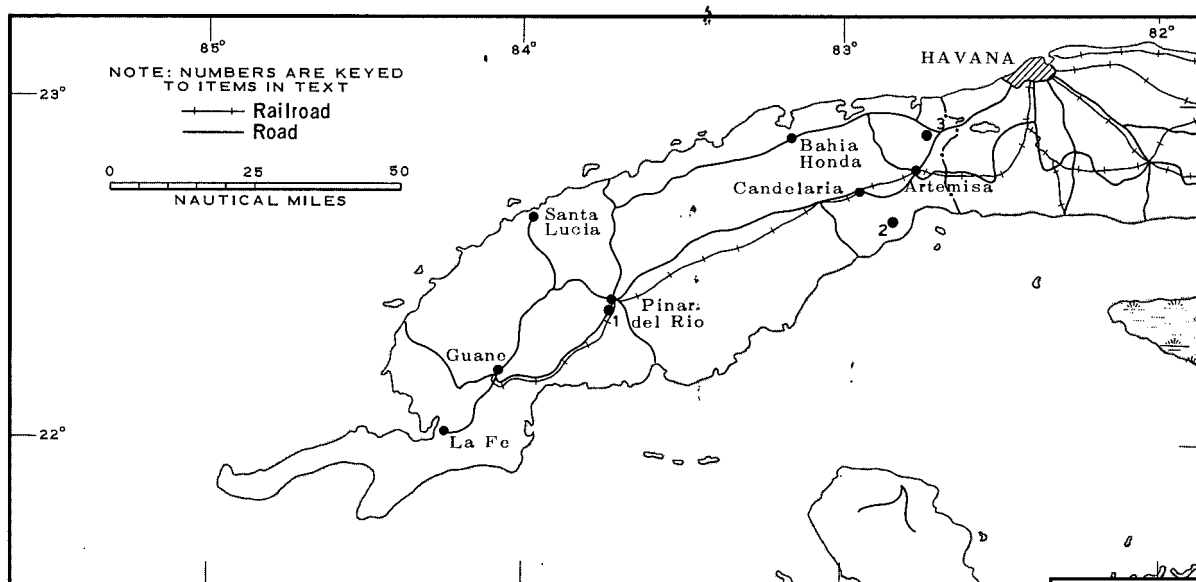 85° 84° 83° 82°
NOTE: NUMBERS ARE KEYED
TO ITEMS IN TEXT
Railroad
Road
0 25 50
NAUTICAL MILES
23°
HAVANA
3
Bahia
Honda
Candelaria
Artemisa
Santa
Lucia
2
Pinar
del Rio
1
Guane
22°
La Fe